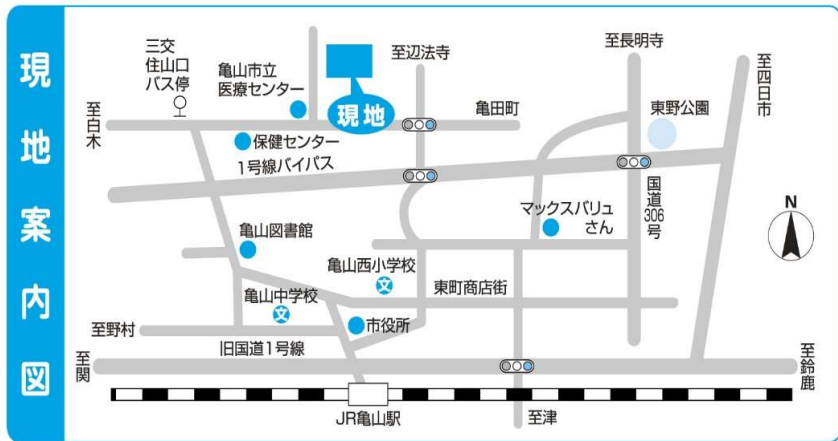 現地案内図
三交
住山口
バス停
亀山市立
医療センター
至辺法寺
至長明寺
至四日市
至白木
現地
亀田町
東野公園
保健センター
1号線バイパス
国道306号
マックスバリュ
さん
N
亀山図書館
亀山西小学校
文
東町商店街
亀山中学校
文
市役所
至野村
旧国道1号線
至関
至鈴鹿
JR亀山駅
至津